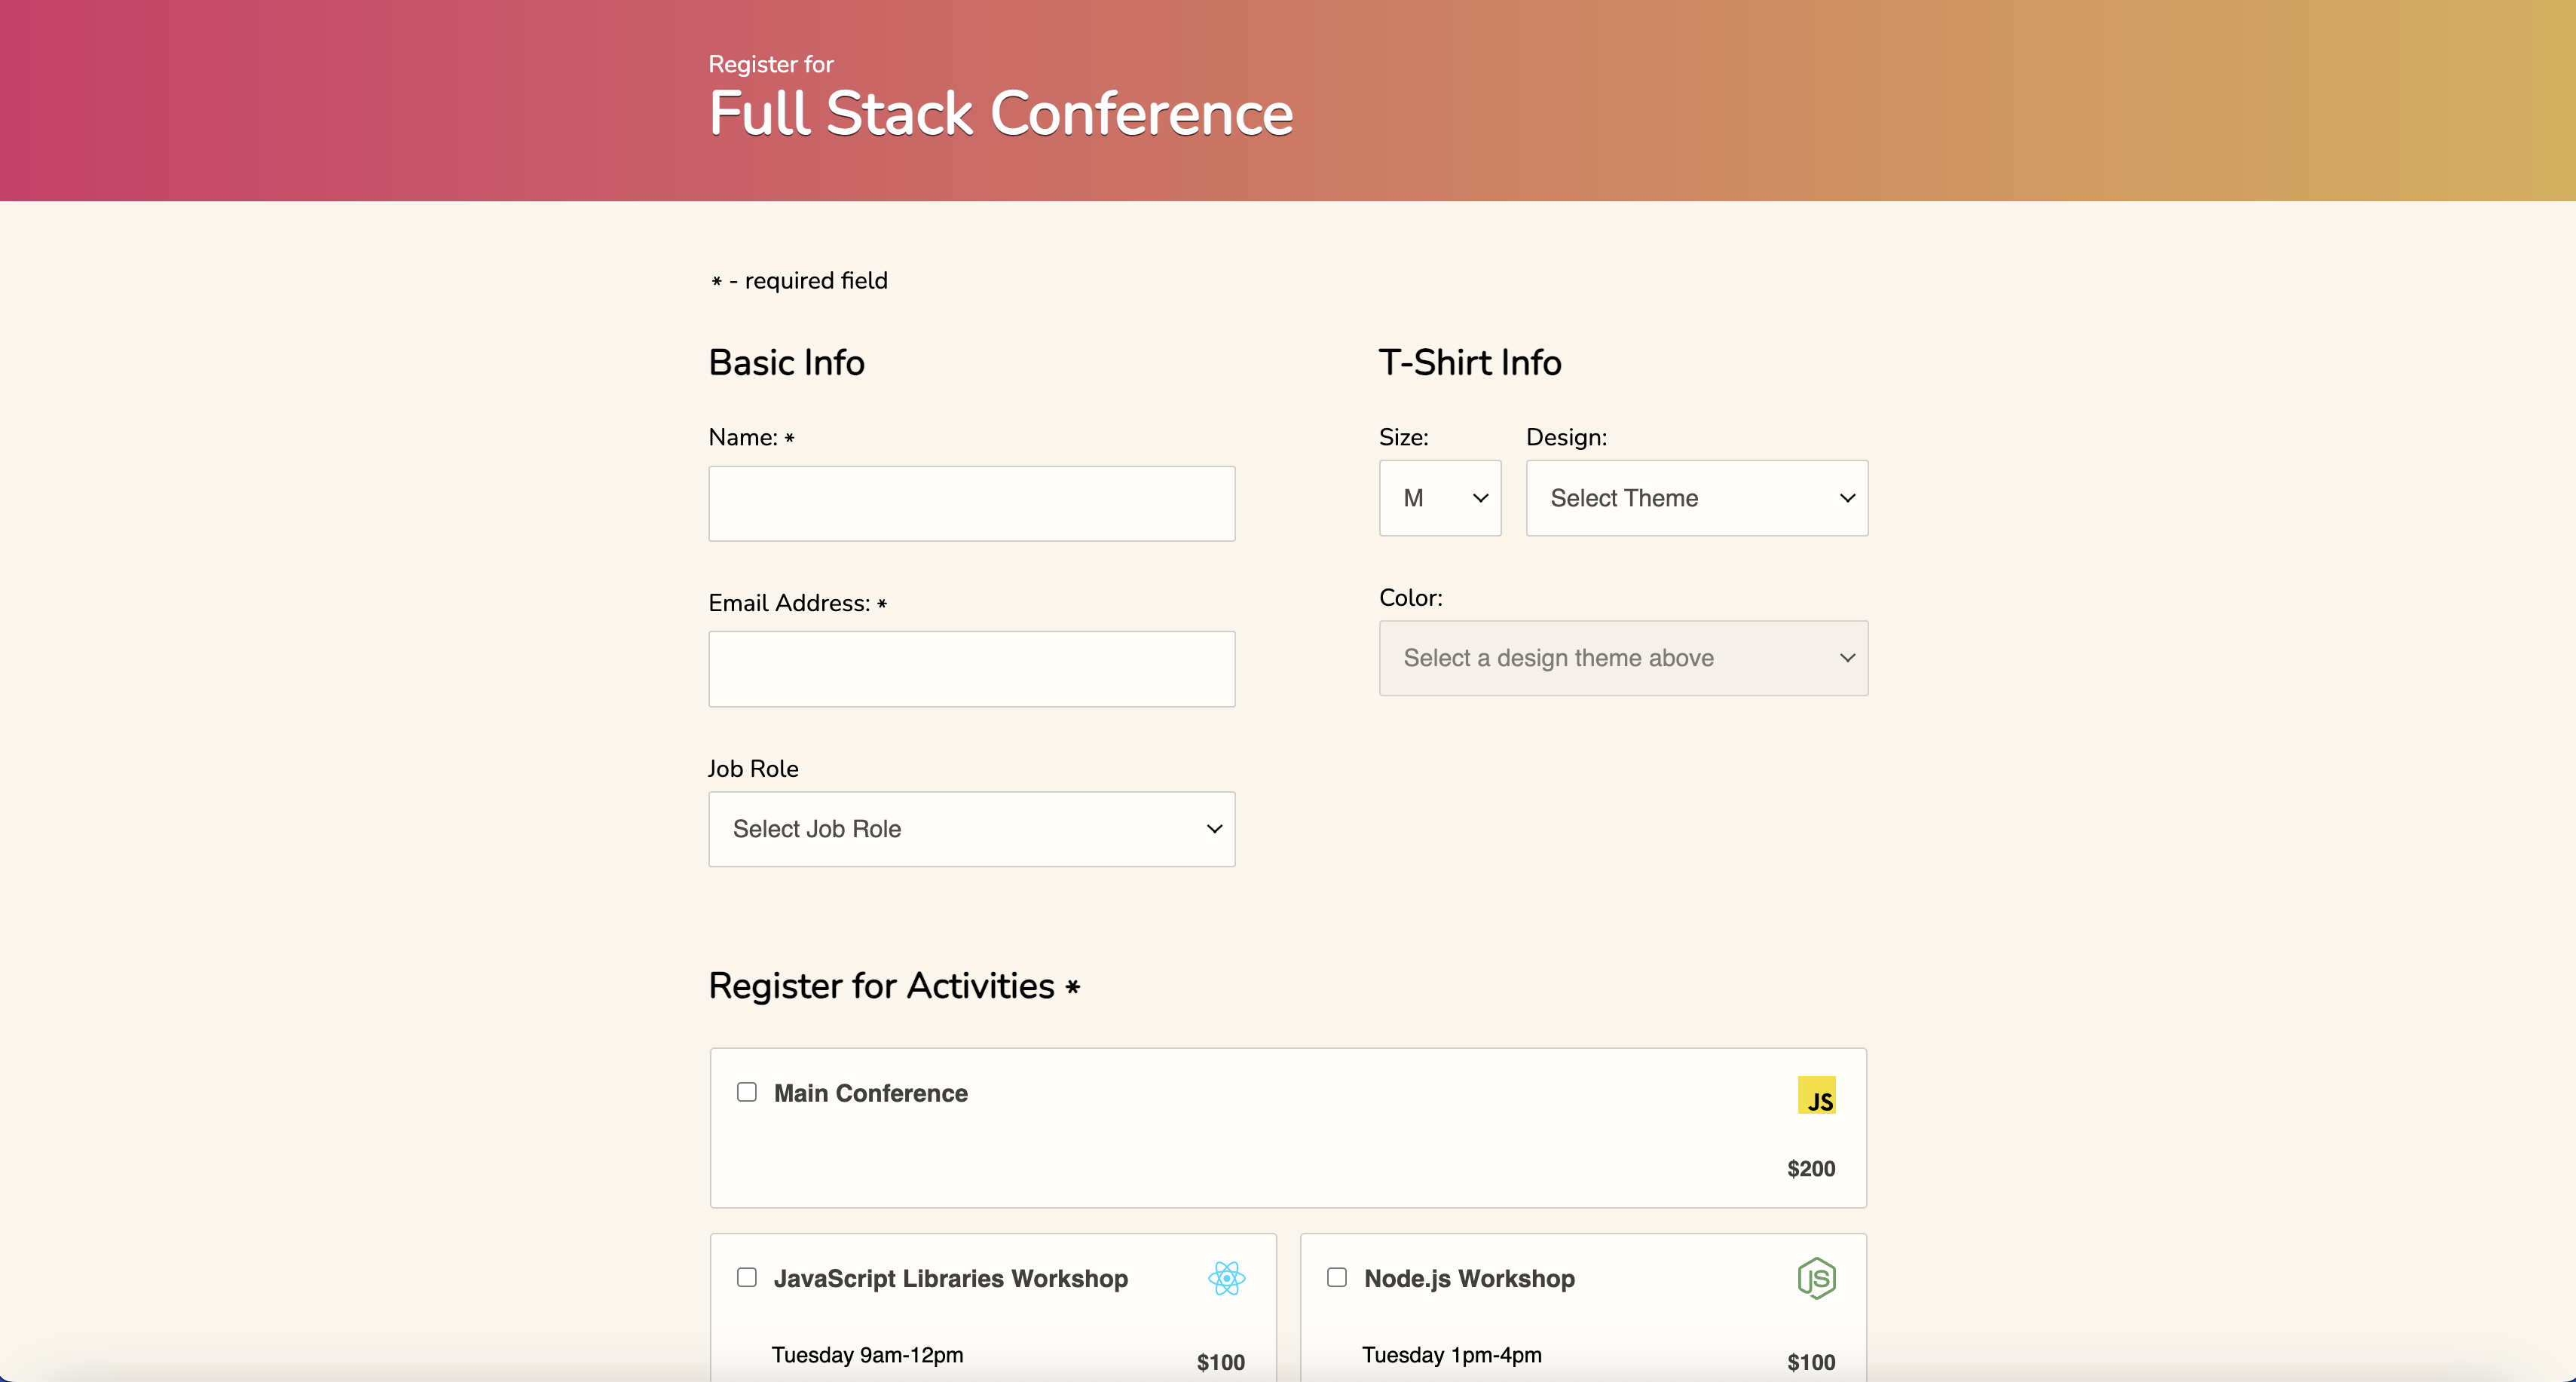 Register for
Full Stack Conference
* - required field
Basic Info
Name: *
Email Address: *
Job Role
Select Job Role
T-Shirt Info
Size:
Design:
M
Select Theme
Color:
Select a design theme above
Register for Activities *
Main Conference
JS
$200
JavaScript Libraries Workshop
Tuesday 9am-12pm
$100
Node.js Workshop
JS
Tuesday 1pm-4pm
$100